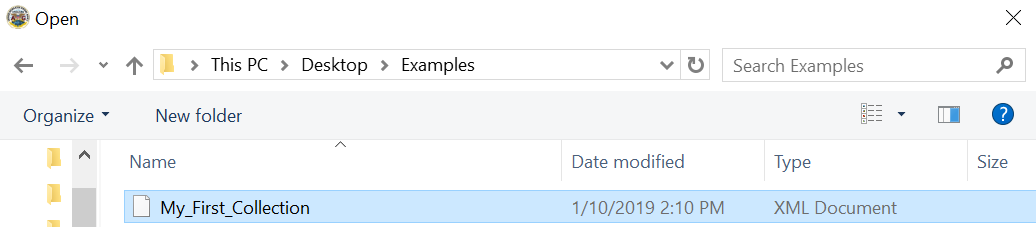 Open
This PC > Desktop > Examples
Search Examples
Organize
New folder
?
Name
Date modified
Type
Size
My_First_Collection
1/10/2019 2:10 PM
XML Document